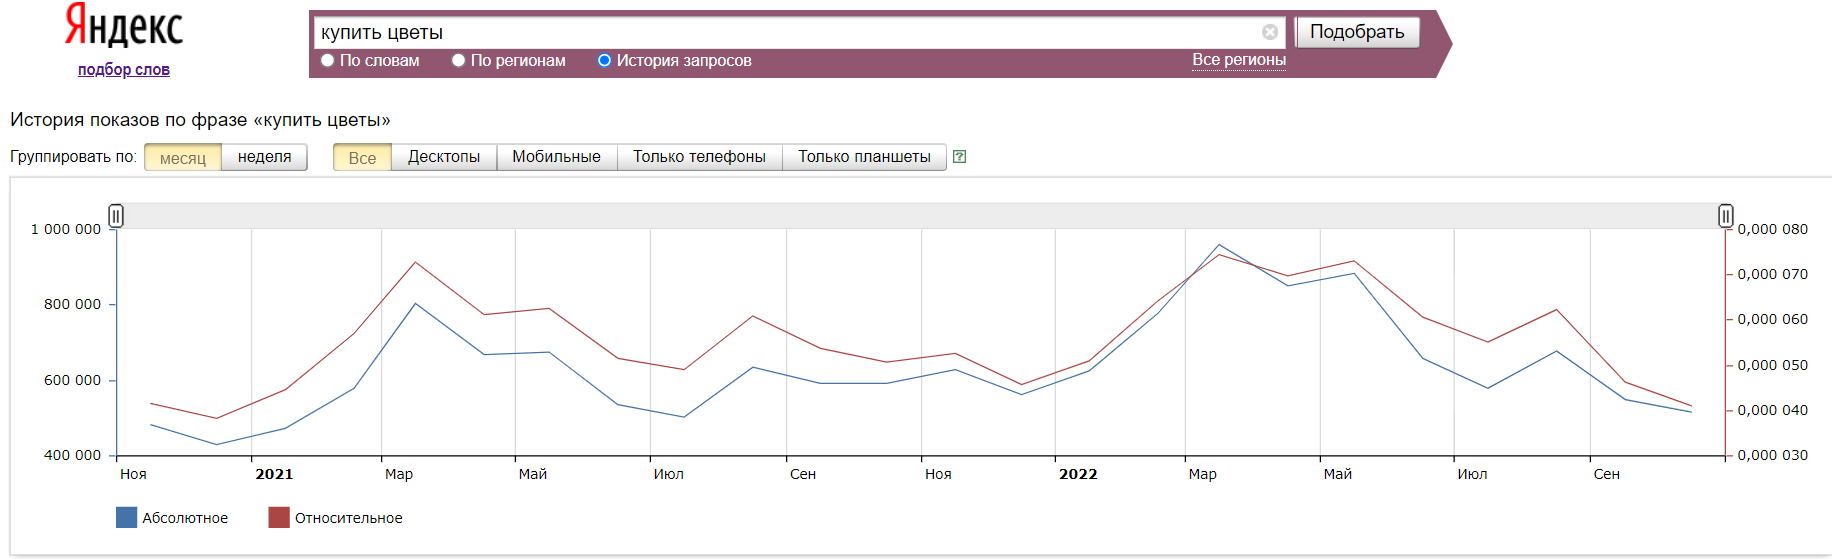 Яндекс
подбор слов
купить цветы
Подобрать
По словам По регионам История запросов Все регионы
История показов по фразе «купить цветы»
Группировать по: месяц неделя Все Десктопы Мобильные Только телефоны Только планшеты ?
1 000 000 0,000 080
0,000 070
800 000
0,000 060
600 000
0,000 050
0,000 040
400 000 0,000 030
Ноя 2021 Мар Май Июл Сен Ноя 2022 Мар Май Июл Сен
Абсолютное Относительное